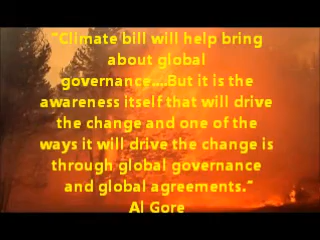 "Climate bill will help bring
about global
governance....But it is the
awareness itself that will drive
the change and one of the
ways it will drive the change is
through global governance
and global agreements."
Al Gore